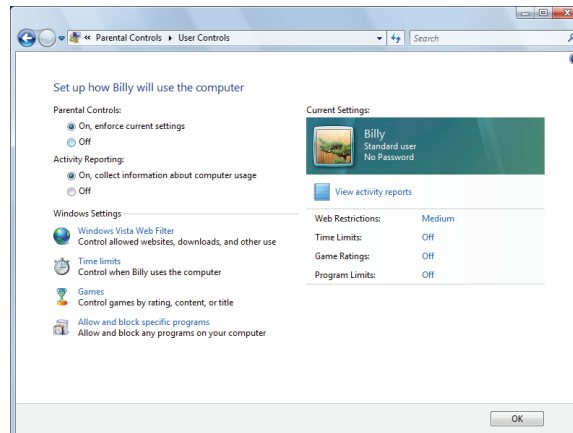 « Parental Controls ▸ User Controls
Search
Set up how Billy will use the computer
Parental Controls:
On, enforce current settings
Off
Activity Reporting:
On, collect information about computer usage
Off
Windows Settings
Windows Vista Web Filter
Control allowed websites, downloads, and other use
Time limits
Control when Billy uses the computer
Games
Control games by rating, content, or title
Allow and block specific programs
Allow and block any programs on your computer
Current Settings:
Billy
Standard user
No Password
View activity reports
Web Restrictions: Medium
Time Limits: Off
Game Ratings: Off
Program Limits: Off
OK